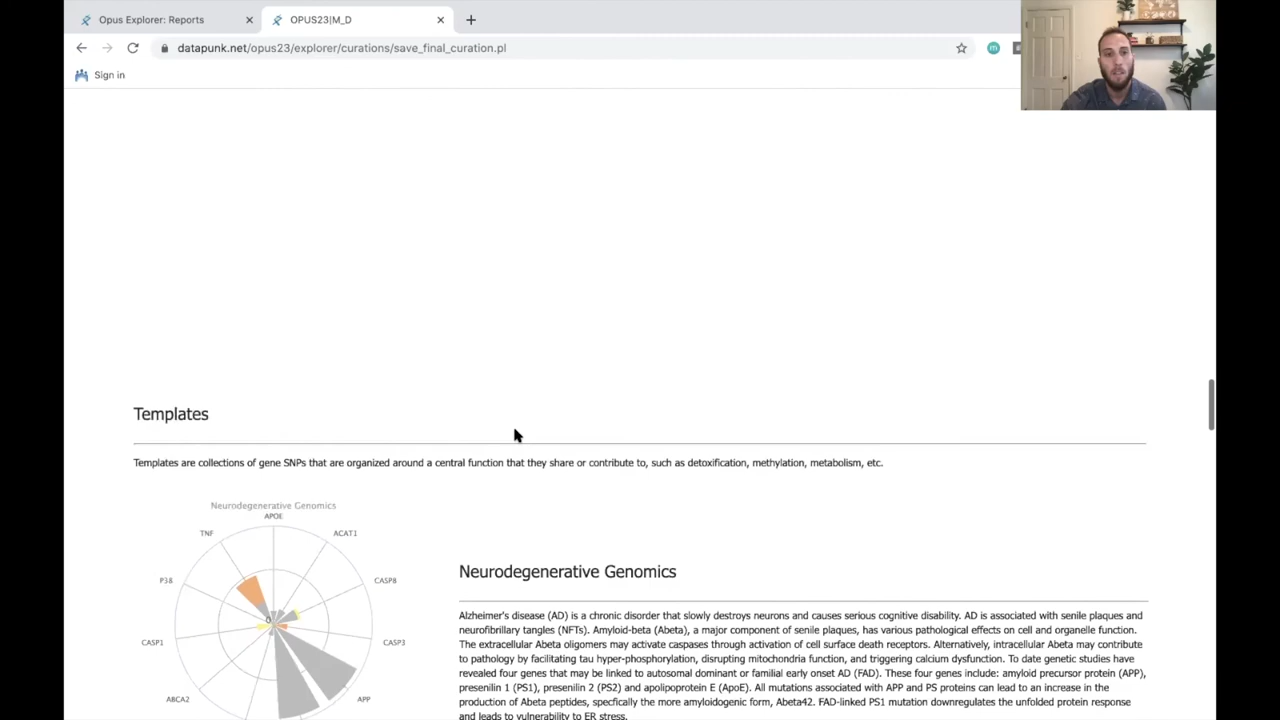 Opus Explorer: Reports
OPUS23|M_D
datapunk.net/opus23/explorer/curations/save_final_curation.pl
Sign in
Templates
Templates are collections of gene SNPs that are organized around a central function that they share or contribute to, such as detoxification, methylation, metabolism, etc.
Neurodegenerative Genomics
APOE
TNF
ACAT1
P38
CASP8
CASP1
CASP3
ABCA2
APP
Neurodegenerative Genomics
Alzheimer's disease (AD) is a chronic disorder that slowly destroys neurons and causes serious cognitive disability. AD is associated with senile plaques and
neurofibrillary tangles (NFTs). Amyloid-beta (Abeta), a major component of senile plaques, has various pathological effects on cell and organelle function.
The extracellular Abeta oligomers may activate caspases through activation of cell surface death receptors. Alternatively, intracellular Abeta may contribute
to pathology by facilitating tau hyper-phosphorylation, disrupting mitochondria function, and triggering calcium dysfunction. To date genetic studies have
revealed four genes that may be linked to autosomal dominant or familial early onset AD (FAD). These four genes include: amyloid precursor protein (APP),
presenilin 1 (PS1), presenilin 2 (PS2) and apolipoprotein E (ApoE). All mutations associated with APP and PS proteins can lead to an increase in the
production of Abeta peptides, specfically the more amyloidogenic form, Abeta42. FAD-linked PS1 mutation downregulates the unfolded protein response
and leads to vulnerability to ER stress.